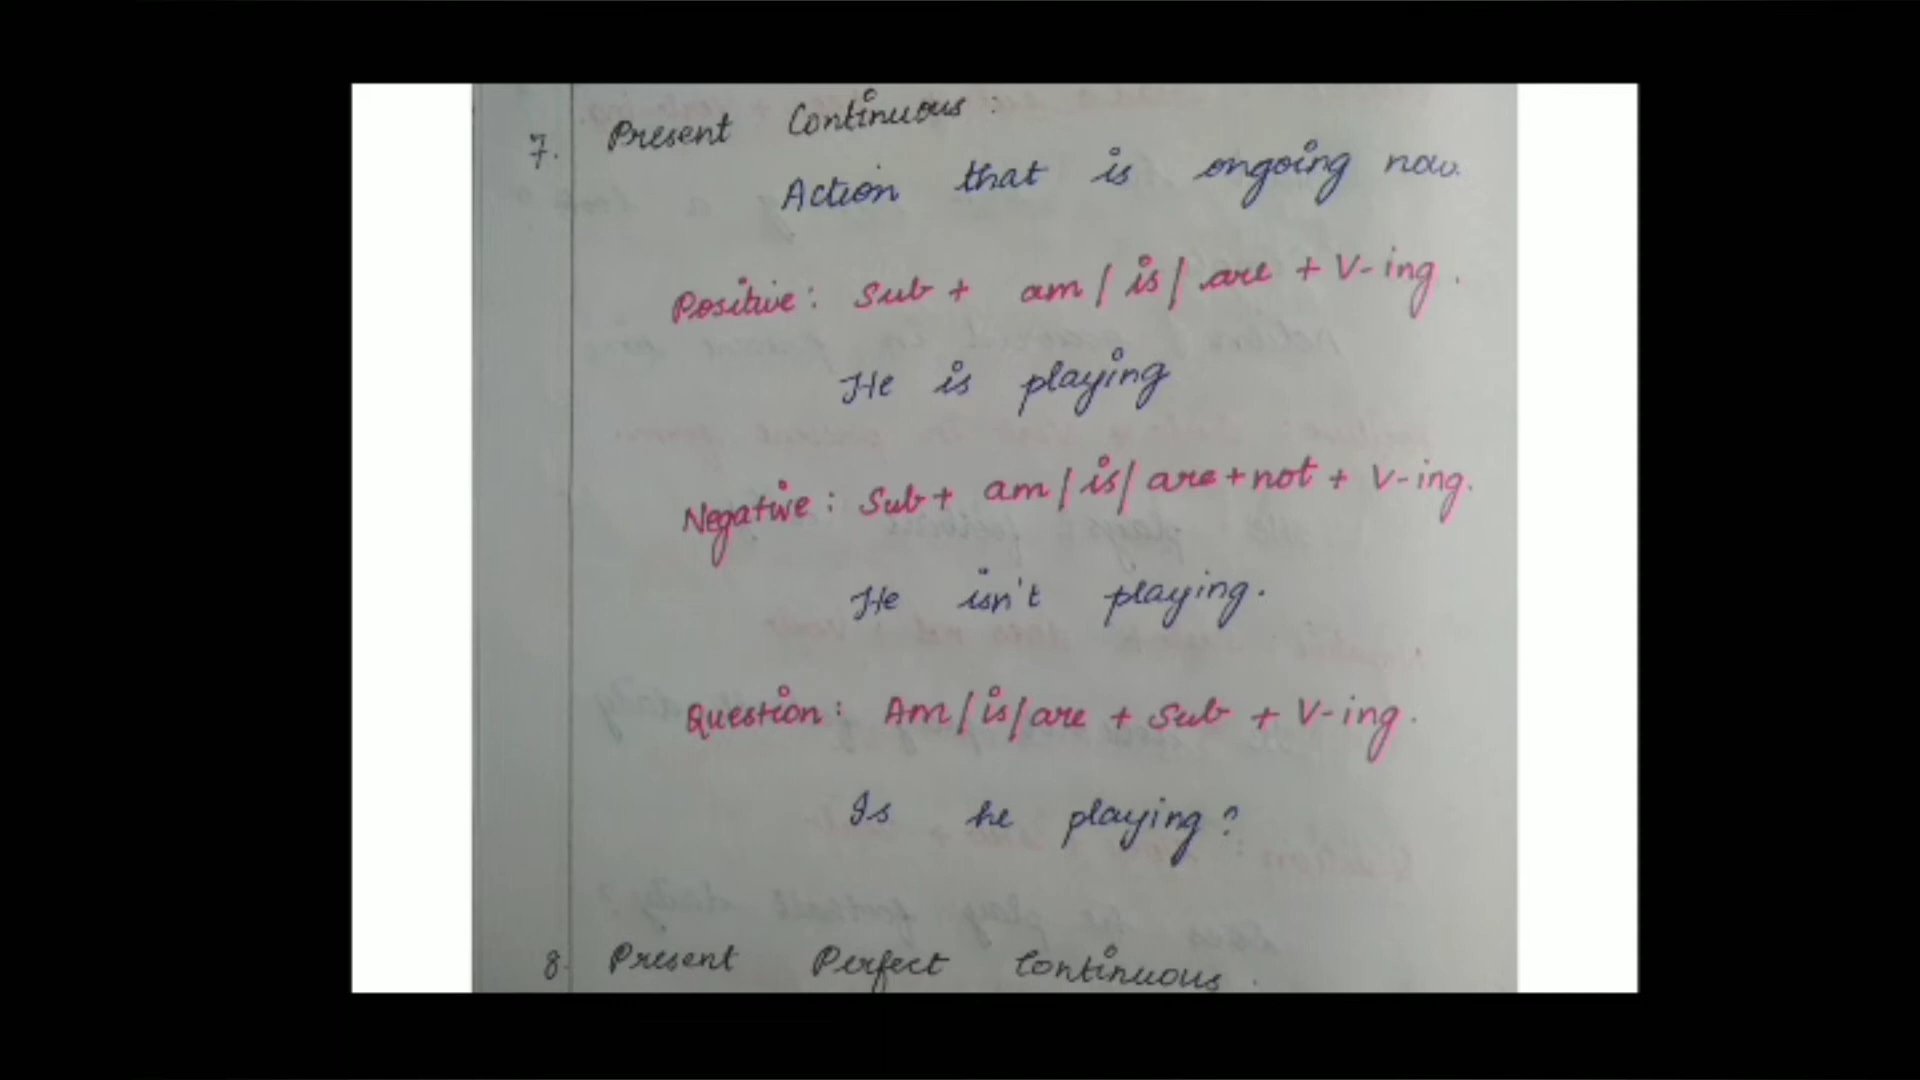 7. Present Continuous:
Action that is ongoing now.
Positive: Sub + am / is / are + V-ing.
He is playing
Negative: Sub + am / is / are + not + V-ing.
He isn't playing.
Question: Am / is / are + Sub + V-ing.
Is he playing?
8. Present Perfect Continuous.